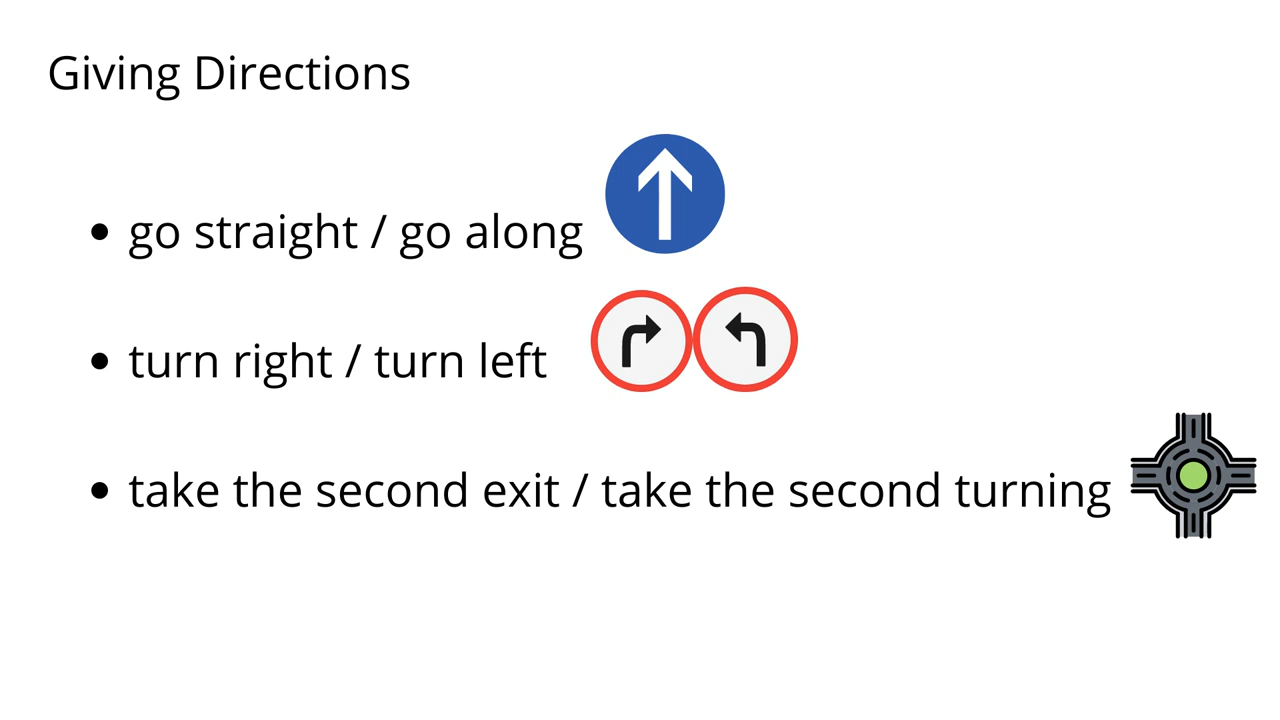 Giving Directions
• go straight / go along
• turn right / turn left
• take the second exit / take the second turning